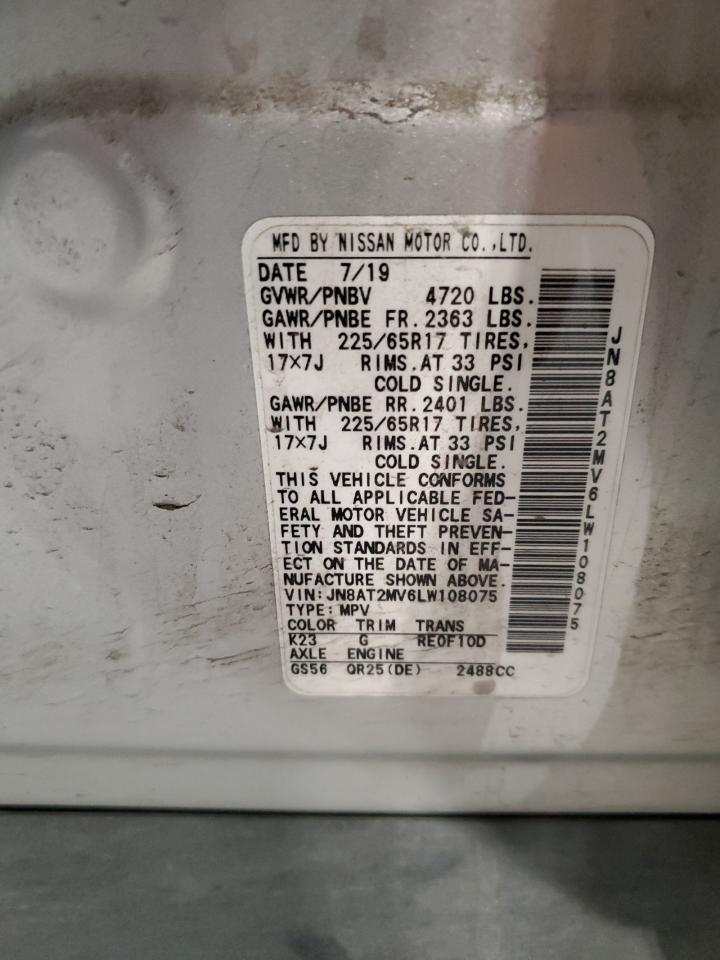 MFD BY NISSAN MOTOR CO.,LTD.
DATE 7/19
GVWR/PNBV 4720 LBS.
GAWR/PNBE FR.2363 LBS.
WITH 225/65R17 TIRES,
17×7J RIMS.AT 33 PSI
COLD SINGLE.
GAWR/PNBE RR.2401 LBS.
WITH 225/65R17 TIRES,
17×7J RIMS.AT 33 PSI
COLD SINGLE.
THIS VEHICLE CONFORMS
TO ALL APPLICABLE FED-
ERAL MOTOR VEHICLE SA-
FETY AND THEFT PREVEN-
TION STANDARDS IN EFF-
ECT ON THE DATE OF MA-
NUFACTURE SHOWN ABOVE.
VIN:JN8AT2MV6LW108075
TYPE:MPV
COLOR TRIM TRANS
K23 G RE0F10D
AXLE ENGINE
GS56 QR25(DE) 2488CC
JN8AT2MV6LW108075